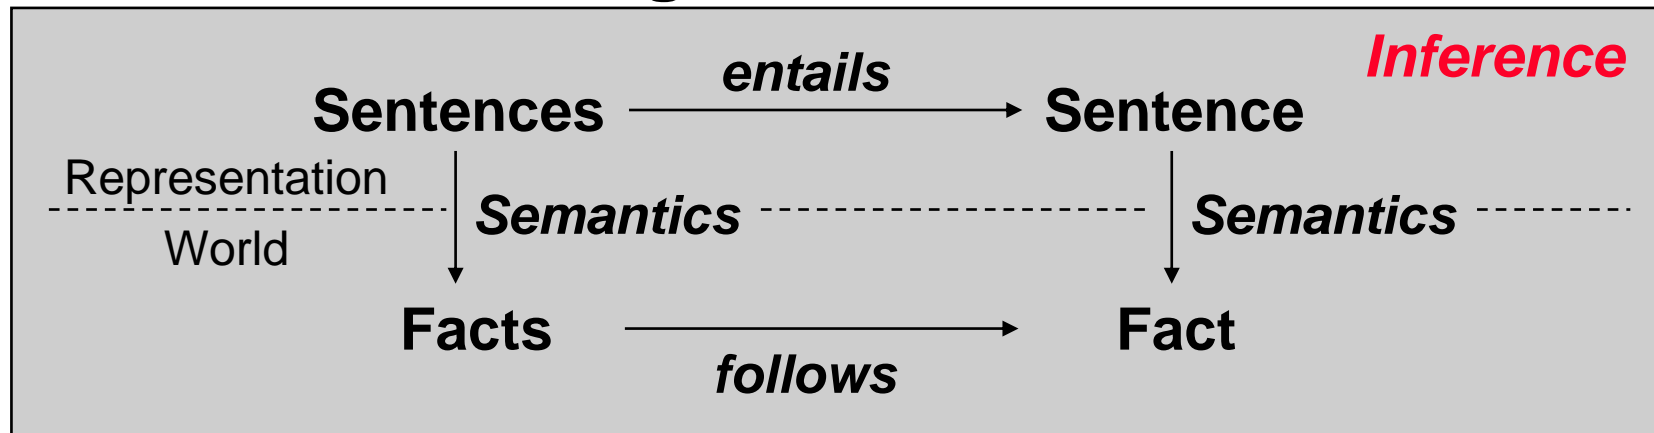 Inference
entails
Sentences Sentence
Representation
Semantics Semantics
World
Facts Fact
follows